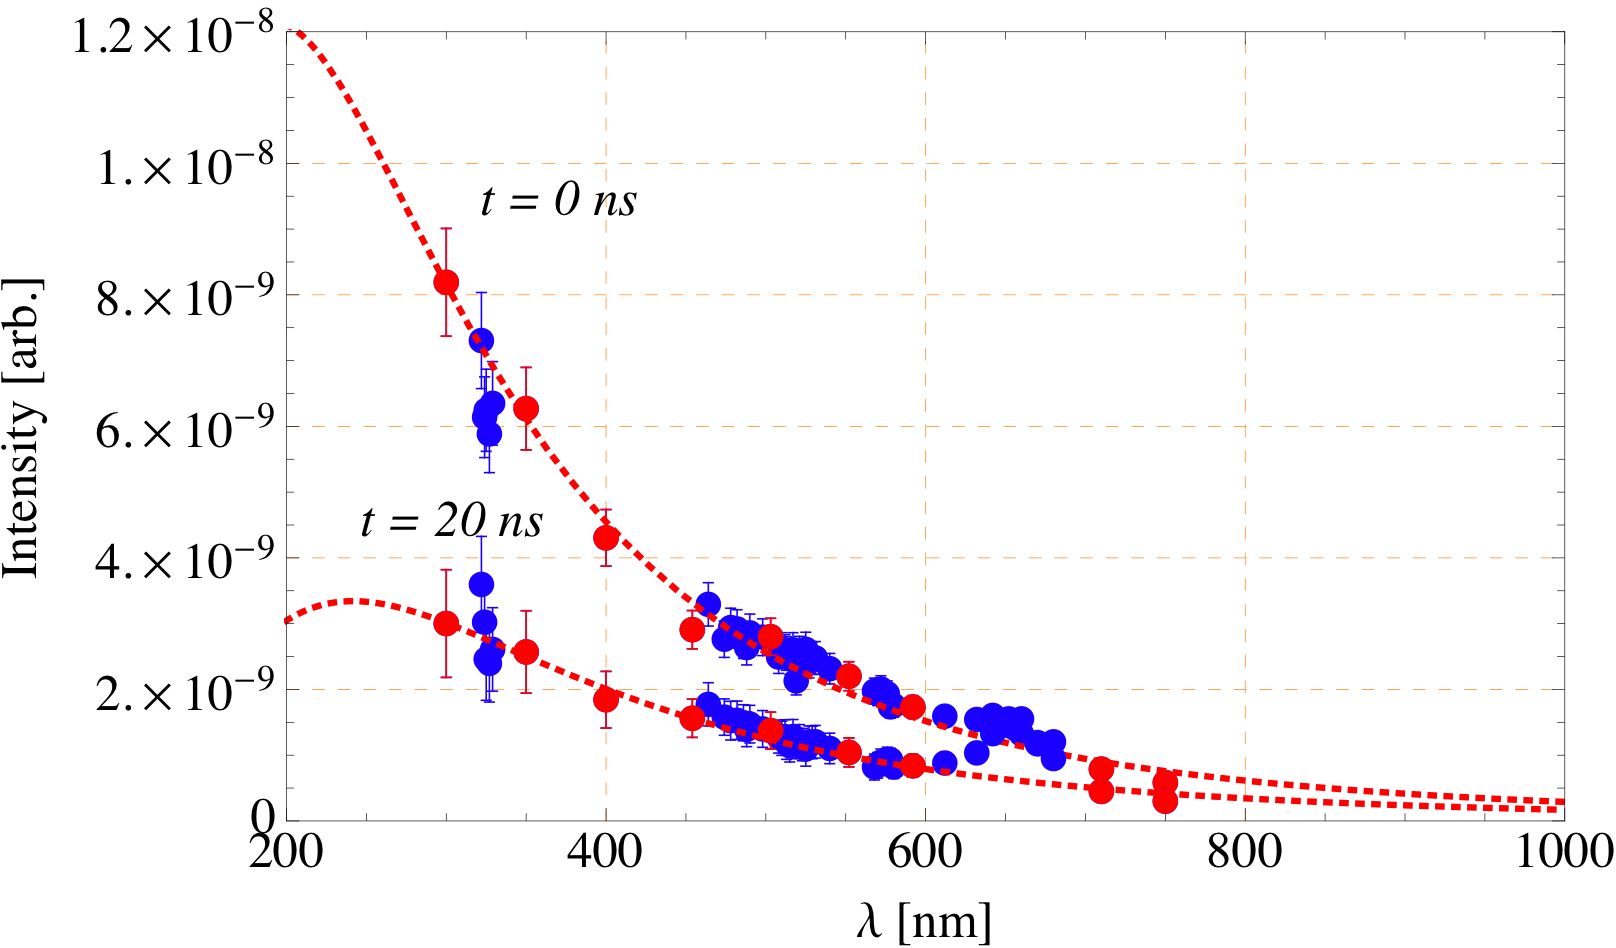 1.2×10⁻⁸
1.×10⁻⁸
8.×10⁻⁹
6.×10⁻⁹
4.×10⁻⁹
2.×10⁻⁹
0
Intensity [arb.]
t = 0 ns
t = 20 ns
200 400 600 800 1000
λ [nm]